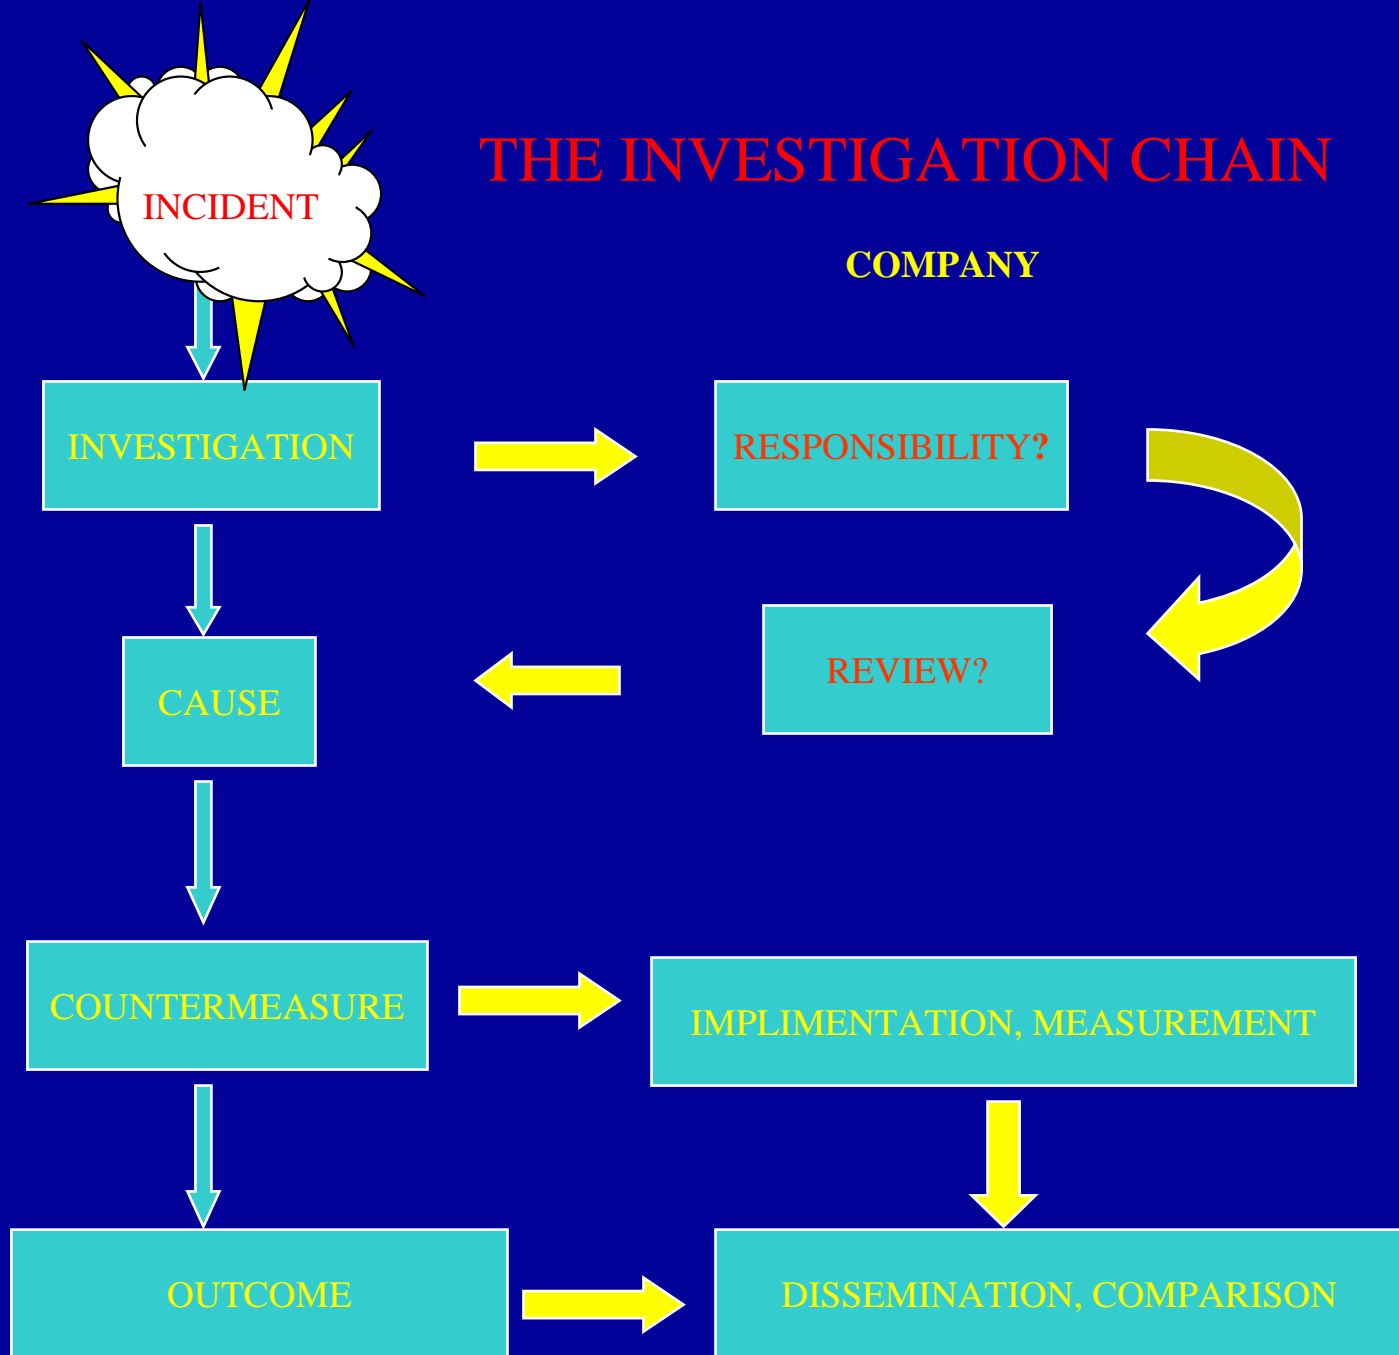 INCIDENT
THE INVESTIGATION CHAIN
COMPANY
INVESTIGATION
RESPONSIBILITY?
CAUSE
REVIEW?
COUNTERMEASURE
IMPLIMENTATION, MEASUREMENT
OUTCOME
DISSEMINATION, COMPARISON